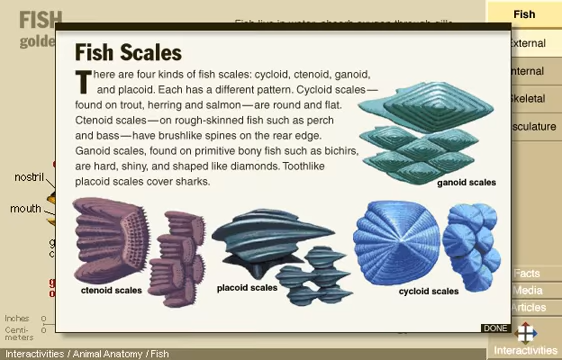 FISH
Fish live in water, absorb oxygen through gills
Fish
golde
External
Internal
Skeletal
Musculature
Fish Scales
There are four kinds of fish scales: cycloid, ctenoid, ganoid,
and placoid. Each has a different pattern. Cycloid scales—
found on trout, herring and salmon—are round and flat.
Ctenoid scales—on rough-skinned fish such as perch
and bass—have brushlike spines on the rear edge.
Ganoid scales, found on primitive bony fish such as bichirs,
are hard, shiny, and shaped like diamonds. Toothlike
placoid scales cover sharks.
ganoid scales
nostril
mouth
ctenoid scales
placoid scales
cycloid scales
Facts
Media
Articles
Inches 0
Centi- 0
meters
DONE
Interactivities / Animal Anatomy / Fish
Interactivities